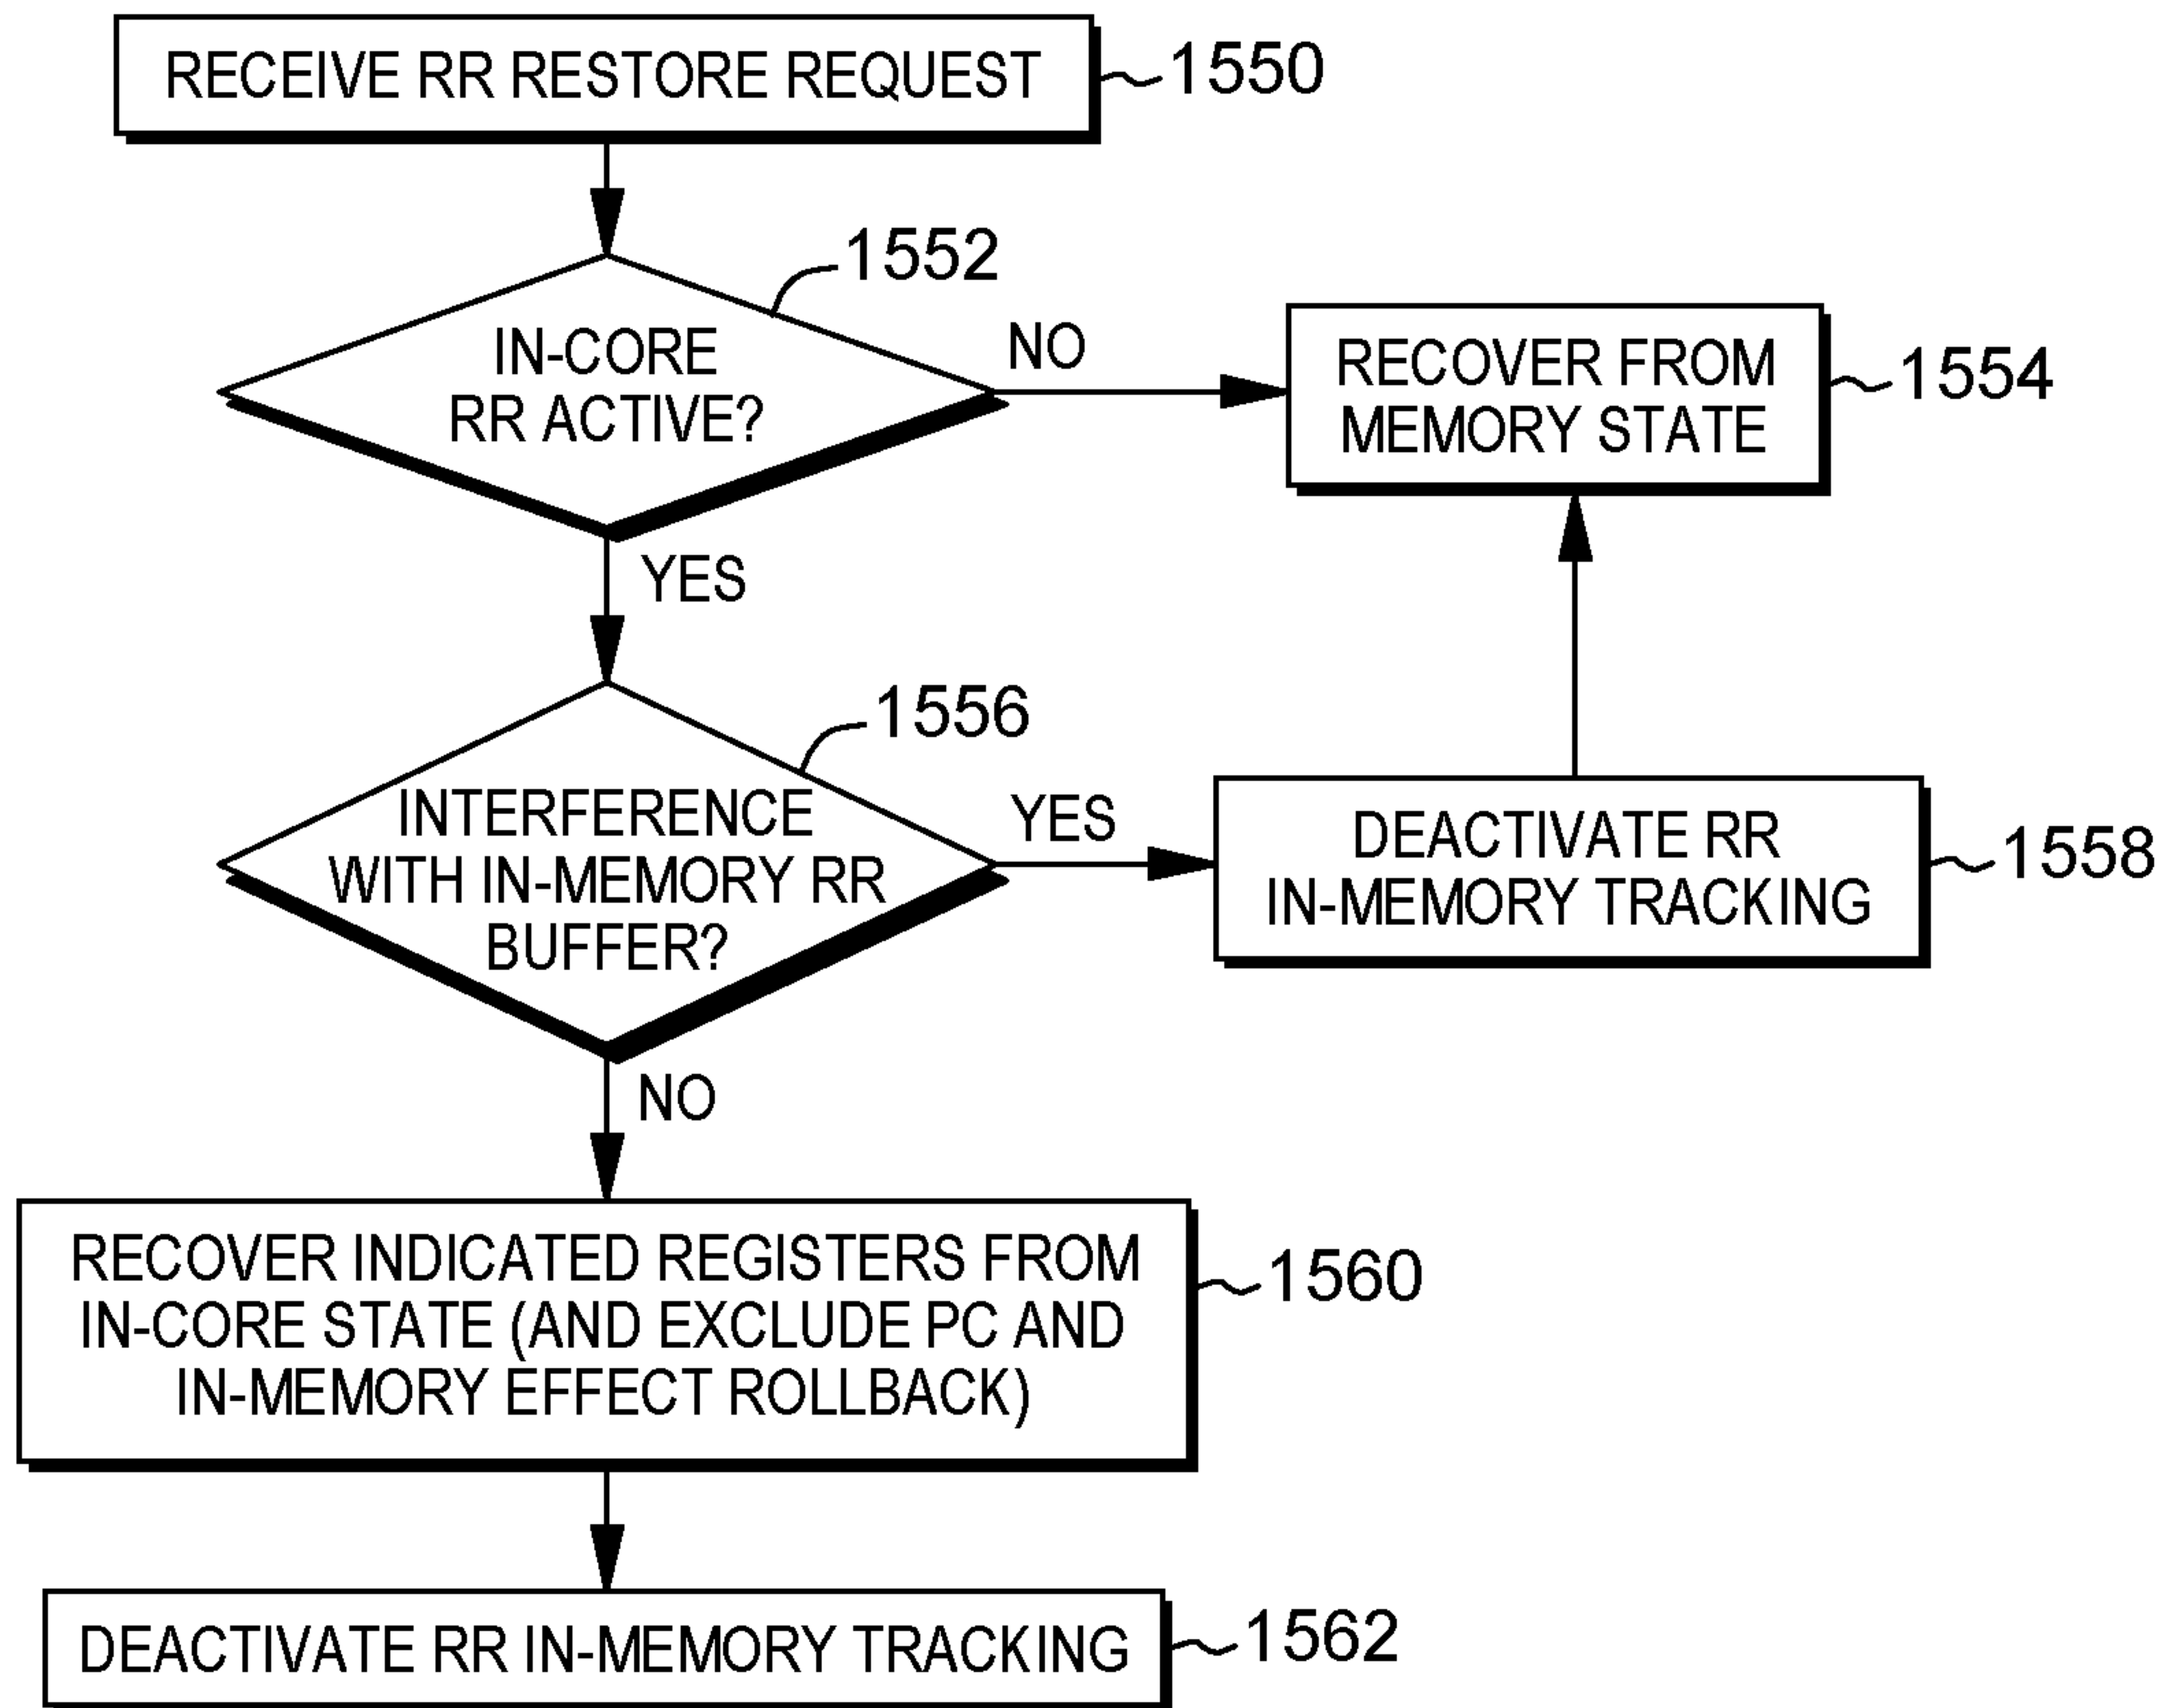 RECEIVE RR RESTORE REQUEST
1550
1552
IN-CORE
RR ACTIVE?
NO
RECOVER FROM
MEMORY STATE
1554
YES
1556
INTERFERENCE
WITH IN-MEMORY RR
BUFFER?
YES
DEACTIVATE RR
IN-MEMORY TRACKING
1558
NO
RECOVER INDICATED REGISTERS FROM
IN-CORE STATE (AND EXCLUDE PC AND
IN-MEMORY EFFECT ROLLBACK)
1560
DEACTIVATE RR IN-MEMORY TRACKING
1562